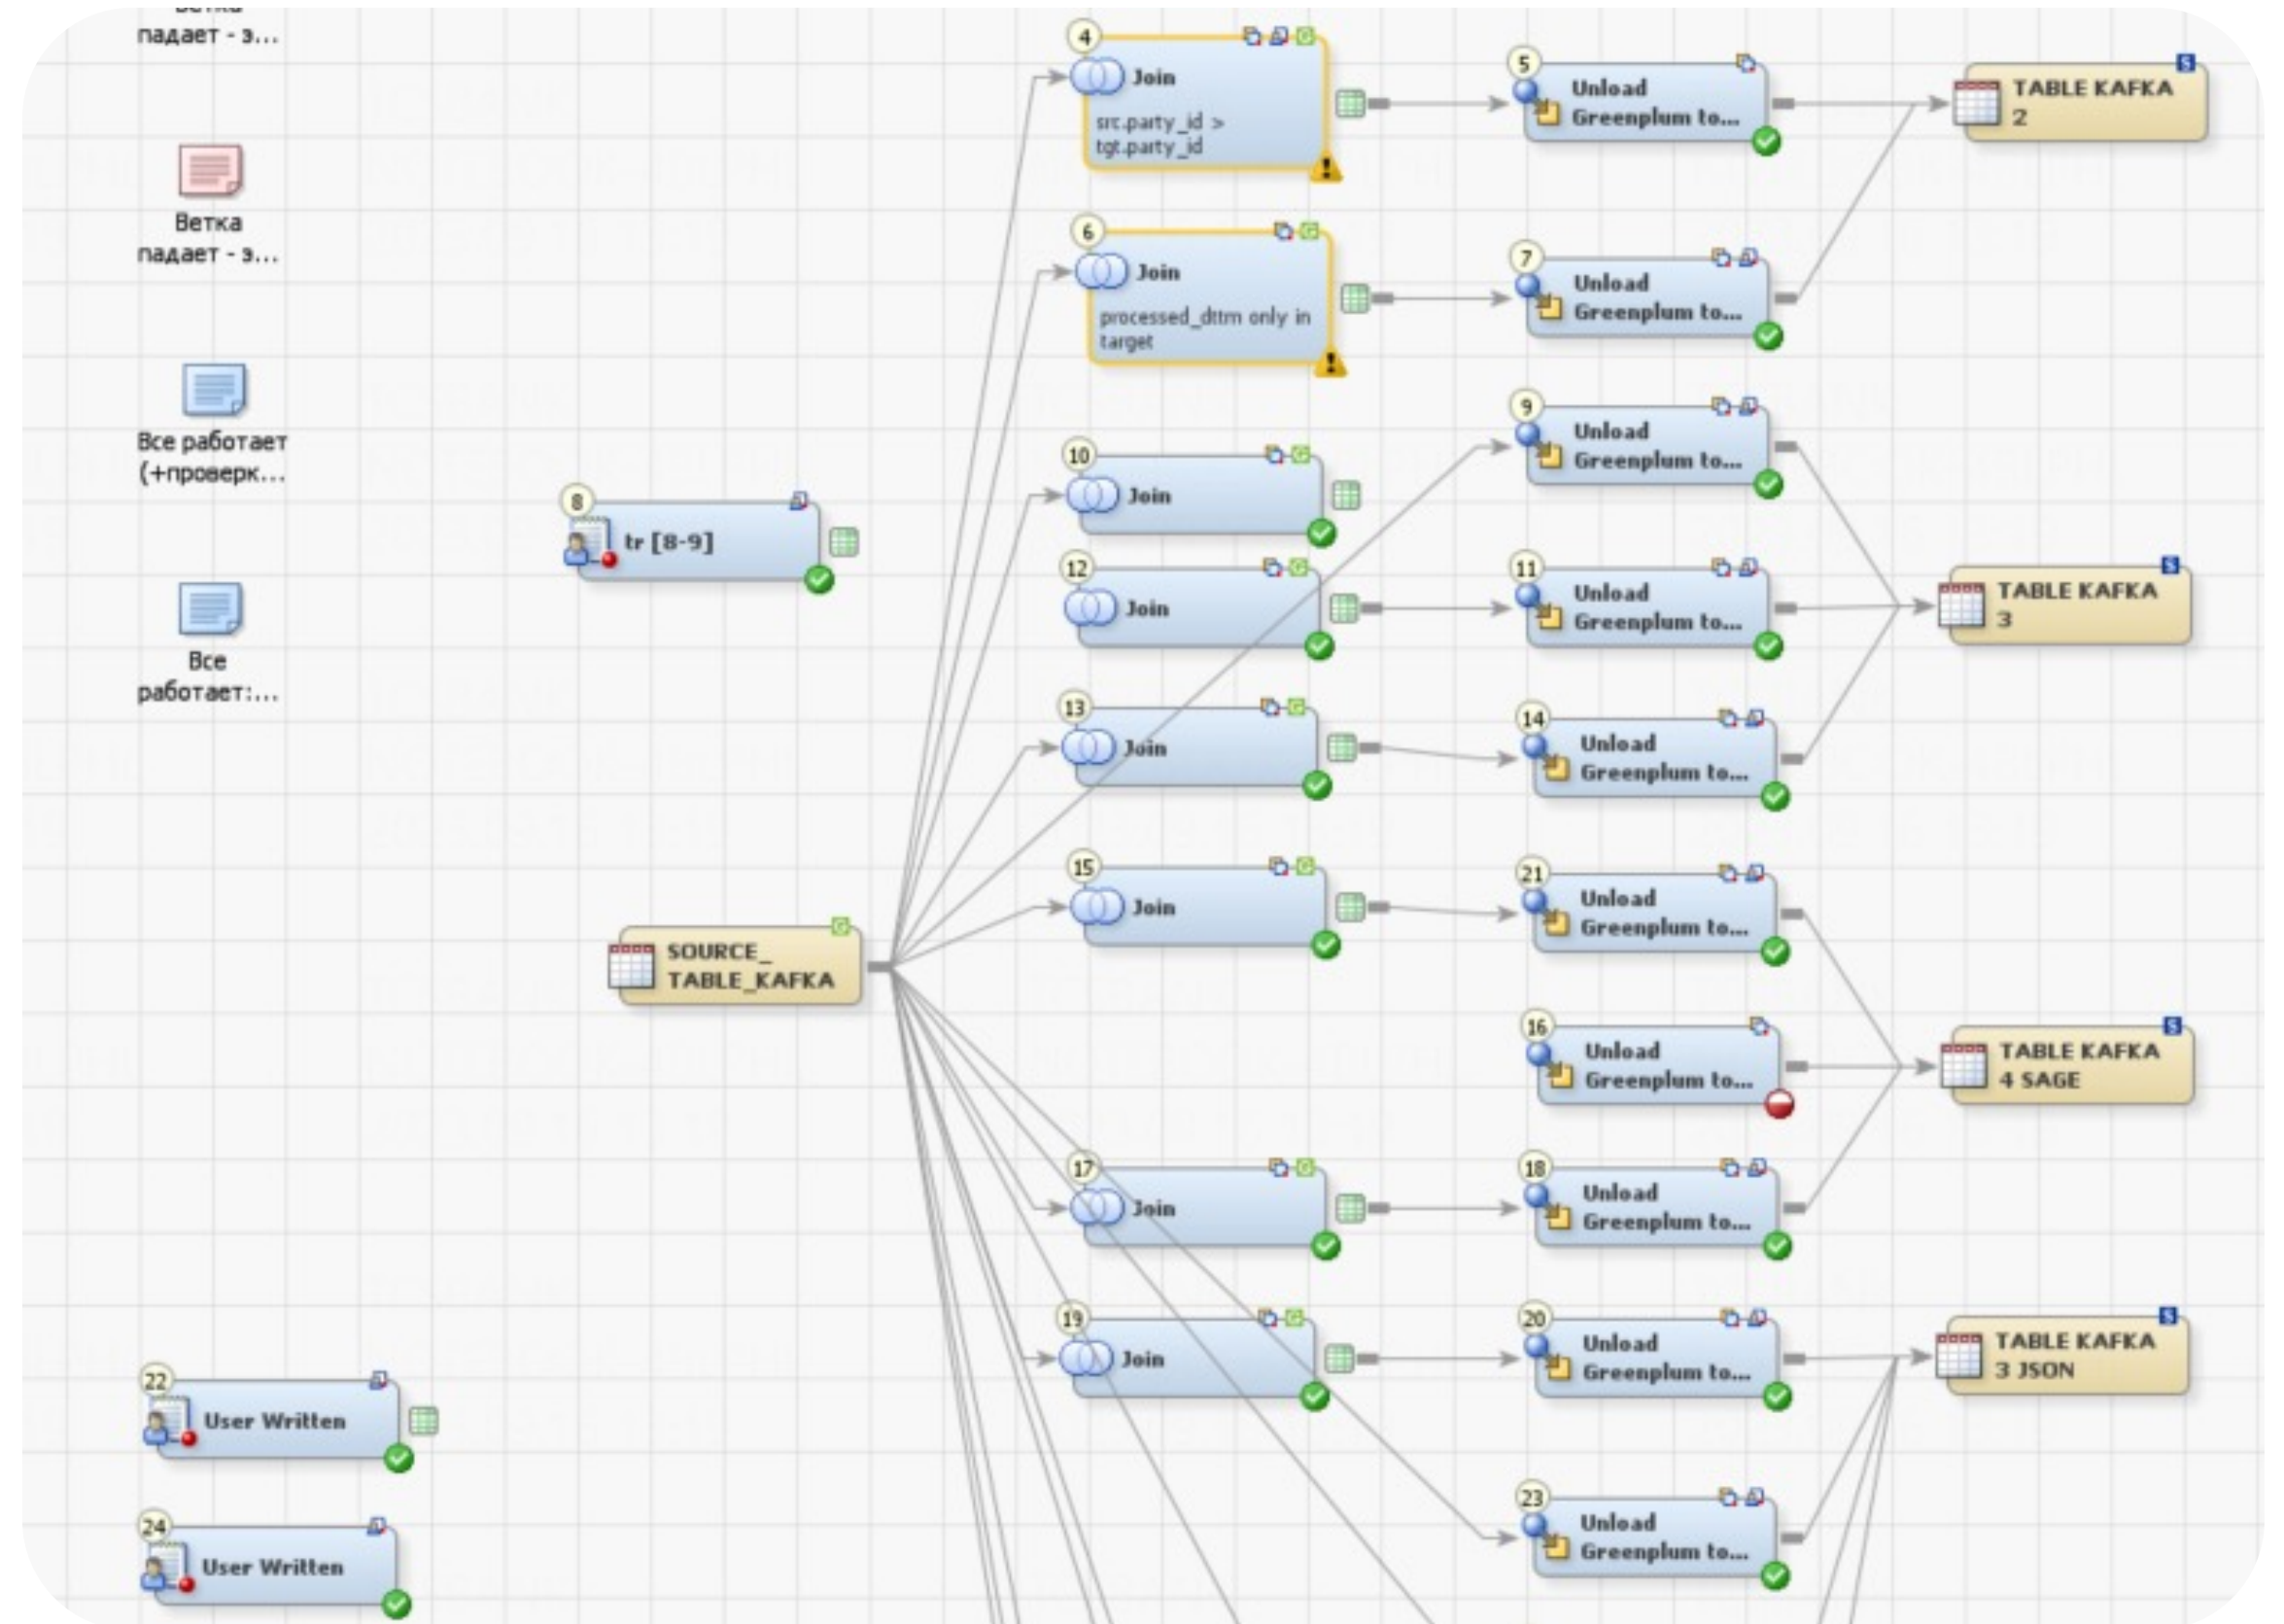 падает - э...
Ветка
падает - э...
Все работает
(+проверк...
Все
работает:...
8
tr [8-9]
SOURCE_
TABLE_KAFKA
22
User Written
24
User Written
4
Join
src.party_id >
tgt.party_id
6
Join
processed_dttm only in
target
10
Join
12
Join
13
Join
15
Join
17
Join
19
Join
5
Unload
Greenplum to...
7
Unload
Greenplum to...
9
Unload
Greenplum to...
11
Unload
Greenplum to...
14
Unload
Greenplum to...
21
Unload
Greenplum to...
16
Unload
Greenplum to...
18
Unload
Greenplum to...
20
Unload
Greenplum to...
23
Unload
Greenplum to...
TABLE KAFKA
2
TABLE KAFKA
3
TABLE KAFKA
4 SAGE
TABLE KAFKA
3 JSON